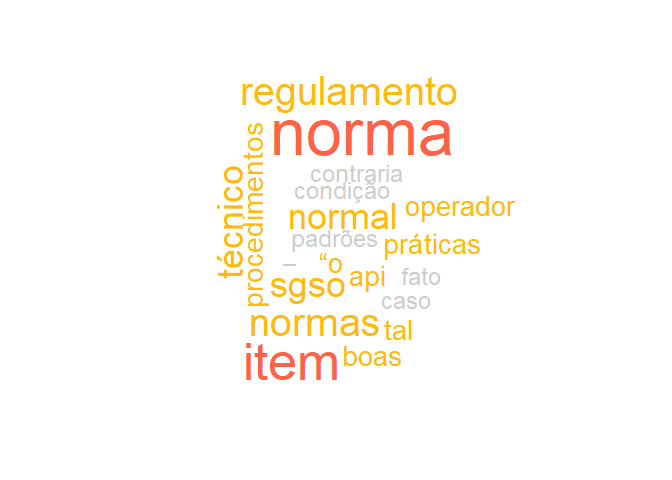 regulamento
norma
procedimentos
técnico
contraria
condição
normal
operador
padrões
práticas
– “o
sgso
api
fato
caso
normas
tal
item
boas